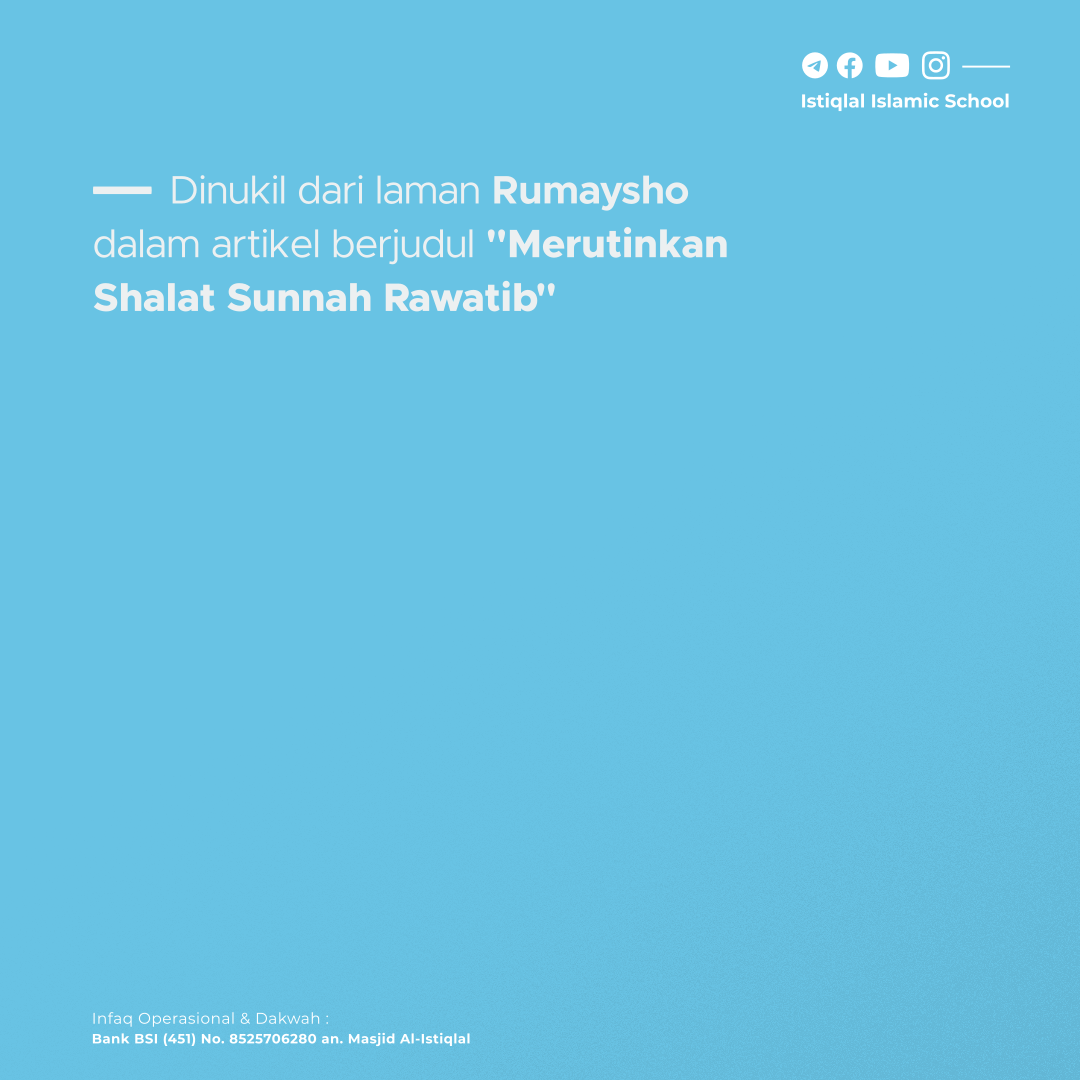 Istiqlal Islamic School
Dinukil dari laman Rumaysho
dalam artikel berjudul "Merutinkan
Shalat Sunnah Rawatib"
Infaq Operasional & Dakwah :
Bank BSI (451) No. 8525706280 an. Masjid Al-Istiqlal